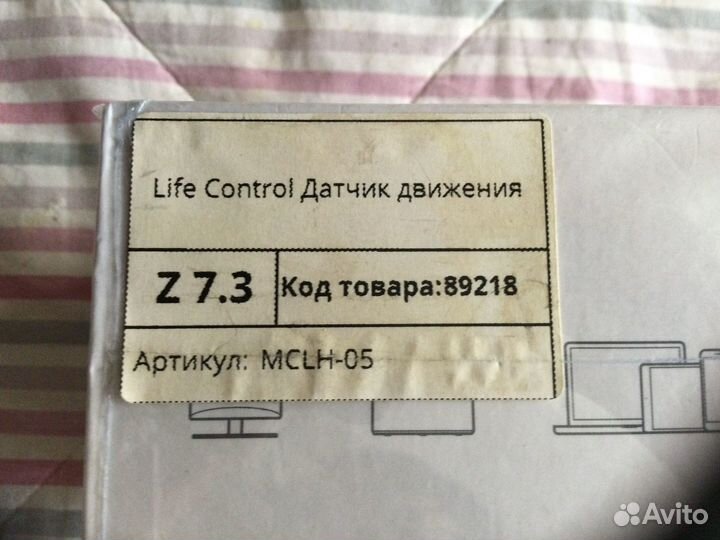 Life Control Датчик движения
Z 7.3
Код товара:89218
Артикул: MCLH-05
Avito